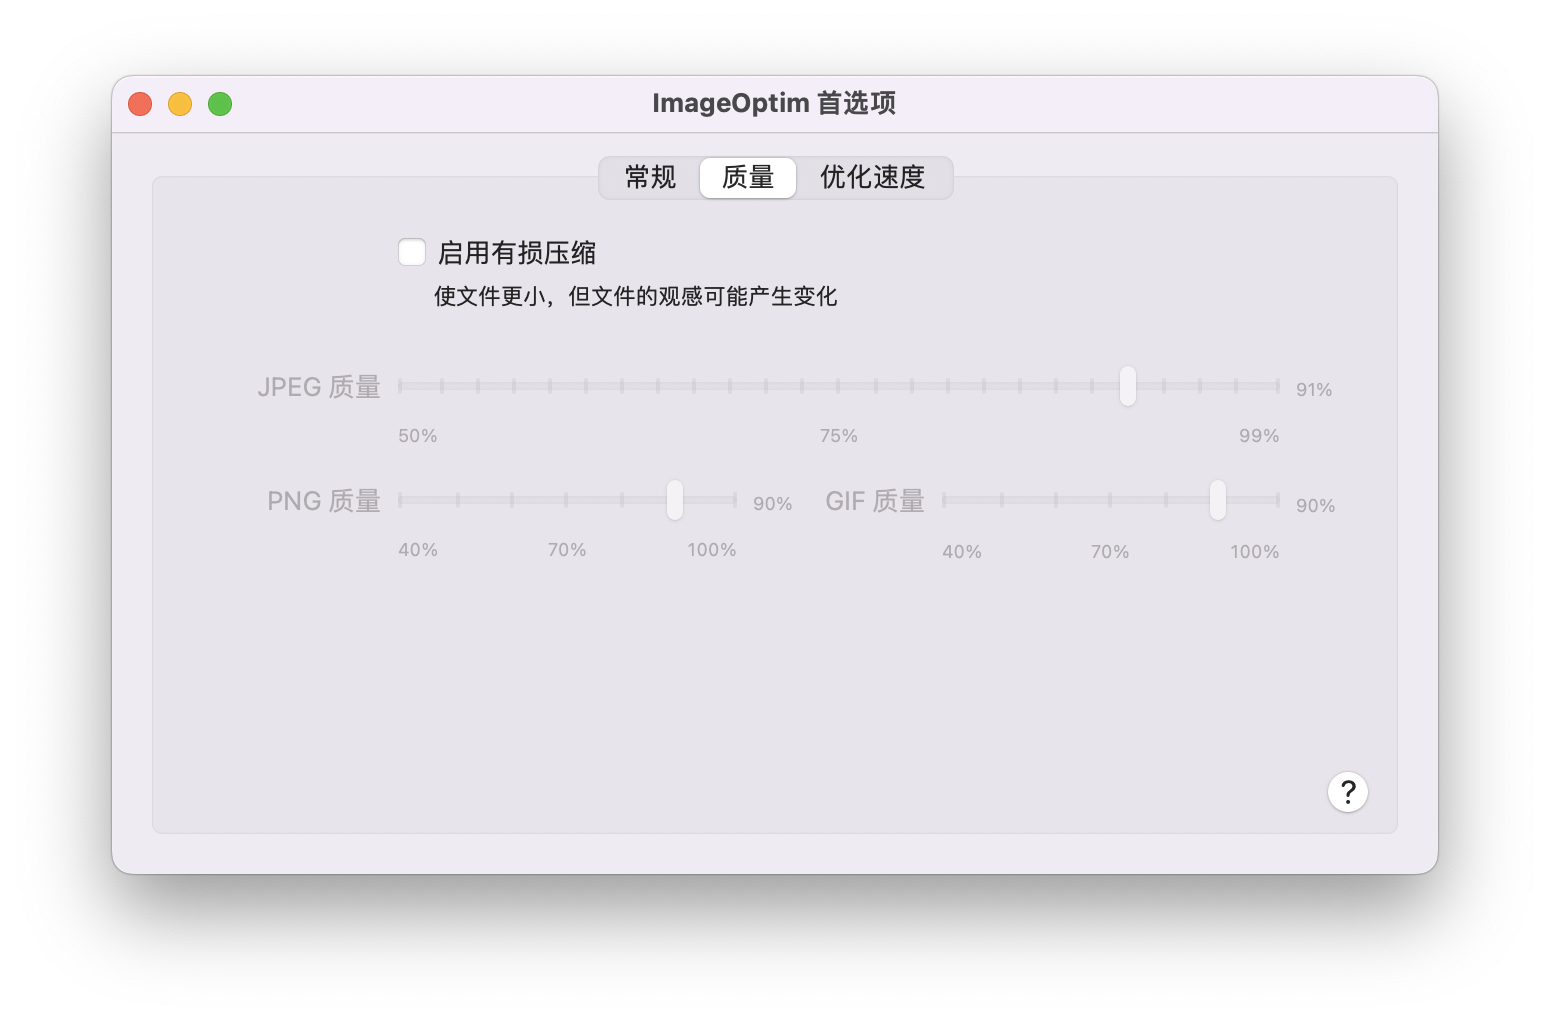 ImageOptim 首选项
常规 质量 优化速度
启用有损压缩
使文件更小，但文件的观感可能产生变化
JPEG 质量 91%
50% 75% 99%
PNG 质量 90% GIF 质量 90%
40% 70% 100% 40% 70% 100%
?